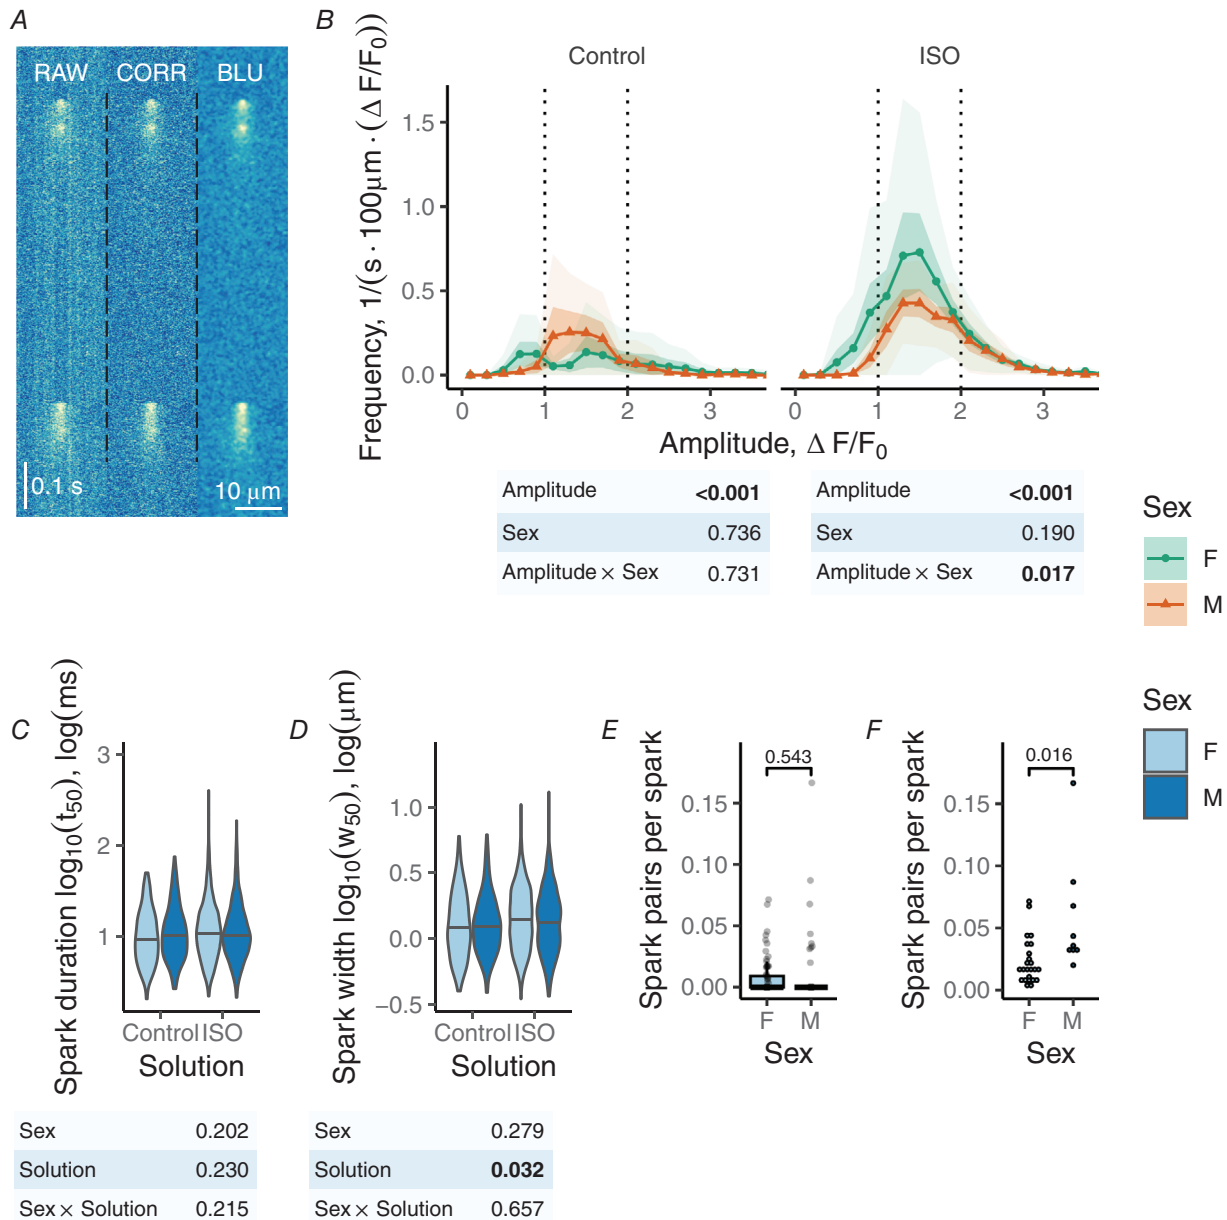 A
RAW CORR BLU
0.1 s
10 μm
B
Control ISO
Frequency, 1/(s · 100μm · (Δ F/F0))
1.5
1.0
0.5
0.0
0 1 2 3 0 1 2 3
Amplitude, Δ F/F0
Amplitude <0.001
Sex 0.736
Amplitude × Sex 0.731
Amplitude <0.001
Sex 0.190
Amplitude × Sex 0.017
Sex
F
M
C
Spark duration log10(t50), log(ms)
3
2
1
Control ISO
Solution
Sex 0.202
Solution 0.230
Sex × Solution 0.215
D
Spark width log10(w50), log(μm)
1.0
0.5
0.0
−0.5
Control ISO
Solution
Sex 0.279
Solution 0.032
Sex × Solution 0.657
E
Spark pairs per spark
0.543
0.15
0.10
0.05
0.00
F M
Sex
F
Spark pairs per spark
0.016
0.15
0.10
0.05
0.00
F M
Sex
Sex
F
M